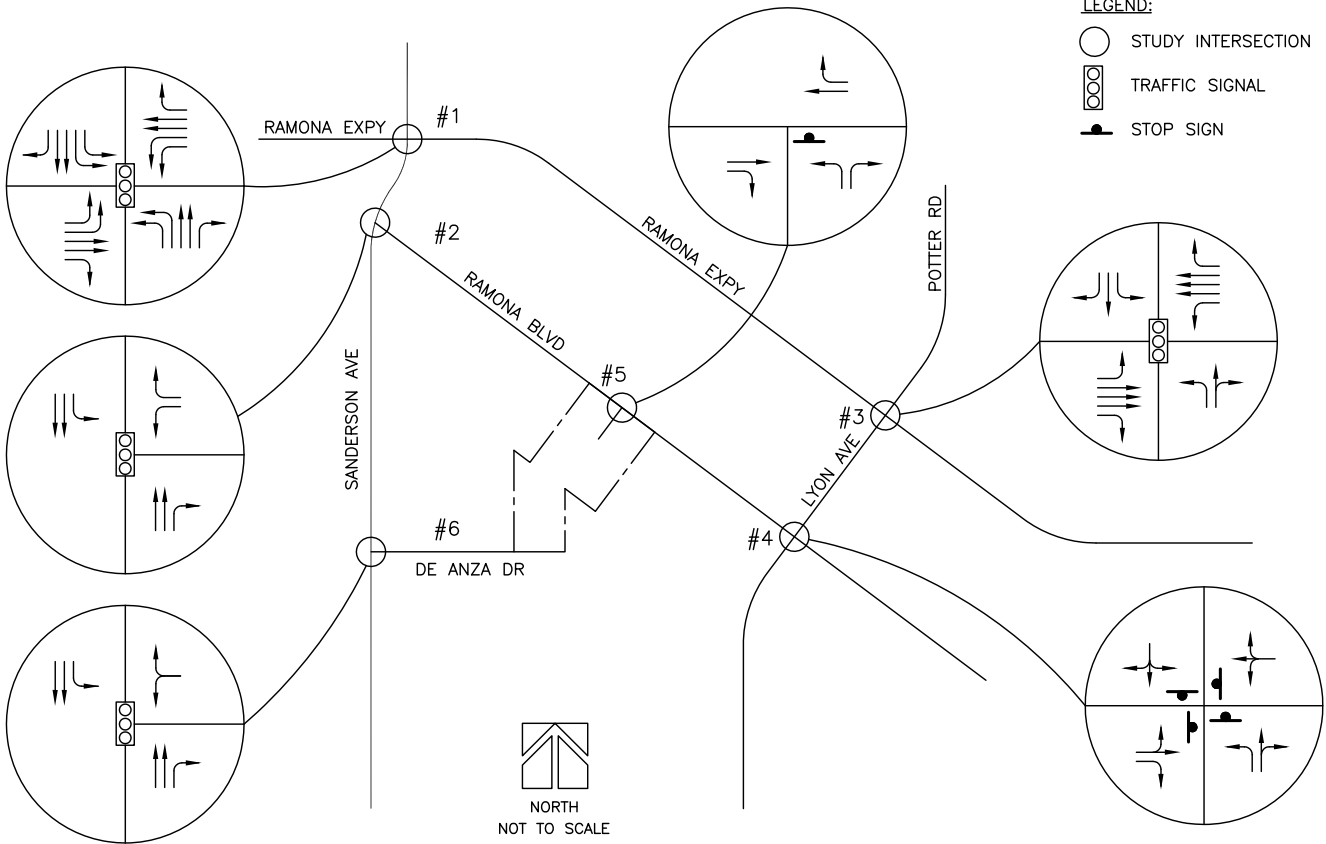 LEGEND:
STUDY INTERSECTION
TRAFFIC SIGNAL
STOP SIGN
RAMONA EXPY
#1
#2
RAMONA EXPY
POTTER RD
RAMONA BLVD
SANDERSON AVE
#5
#3
LYON AVE
#6
#4
DE ANZA DR
NORTH
NOT TO SCALE